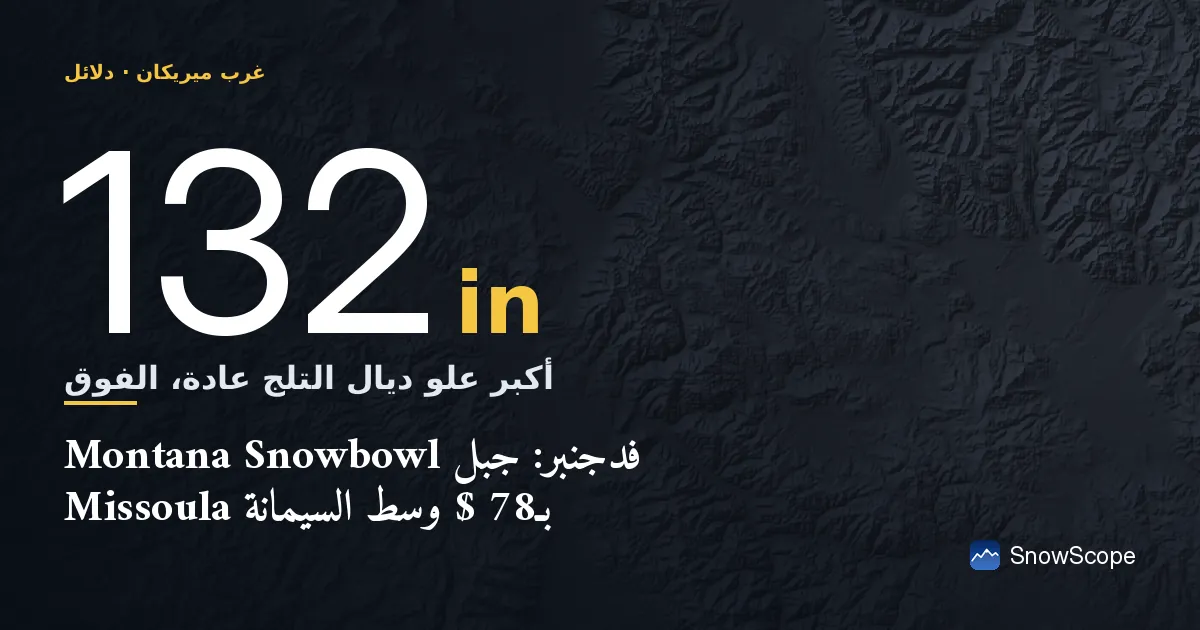 غرب ميريكان · دلائل
132 in
أكبر علو ديال التلج عادة، الفوق
فدجنبر: جبل Montana Snowbowl
بـ78 $ وسط السيمانة Missoula
SnowScope